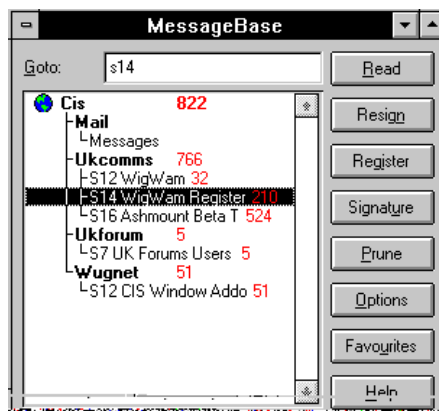 MessageBase
Goto: s14
Read
Cis 822
Mail
Messages
Ukcomms 766
S12 WigWam 32
S14 WigWam Register 210
S16 Ashmount Beta T 524
Ukforum 5
S7 UK Forums Users 5
Wugnet 51
S12 CIS Window Addo 51
Resign
Register
Signature
Prune
Options
Favourites
Help